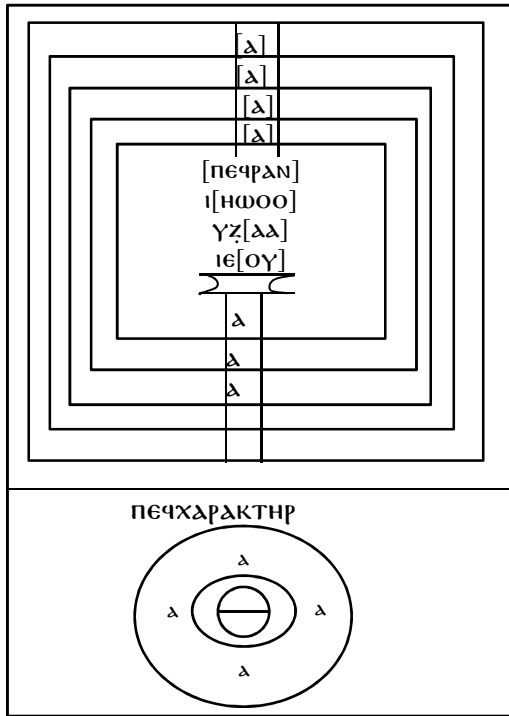 [ⲁ]
[ⲁ]
[ⲁ]
[ⲁ]
[ⲡⲉϥⲣⲁⲛ]
ⲓ[ⲏⲱⲟⲟ]
ⲩⲍ̣[ⲁⲁ]
ⲓⲉ[ⲟⲩ]
ⲁ
ⲁ
ⲁ
ⲡⲉϥⲭⲁⲣⲁⲕⲧⲏⲣ
ⲁ
ⲁ ⲁ
ⲁ